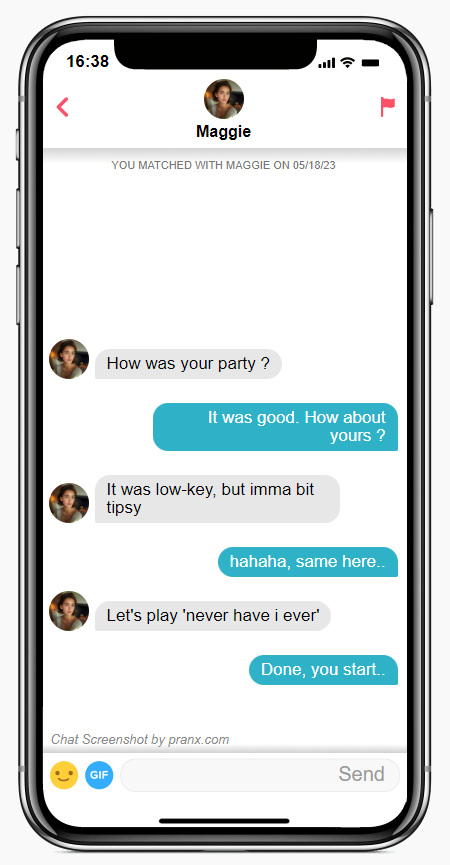 16:38
Maggie
YOU MATCHED WITH MAGGIE ON 05/18/23
How was your party ?
It was good. How about
yours ?
It was low-key, but imma bit
tipsy
hahaha, same here..
Let's play 'never have i ever'
Done, you start..
Chat Screenshot by pranx.com
GIF
Send